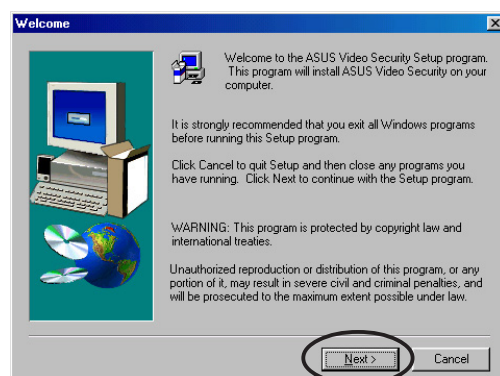 Welcome
Welcome to the ASUS Video Security Setup program.
This program will install ASUS Video Security on your
computer.
It is strongly recommended that you exit all Windows programs
before running this Setup program.
Click Cancel to quit Setup and then close any programs you
have running. Click Next to continue with the Setup program.
WARNING: This program is protected by copyright law and
international treaties.
Unauthorized reproduction or distribution of this program, or any
portion of it, may result in severe civil and criminal penalties, and
will be prosecuted to the maximum extent possible under law.
Next >
Cancel